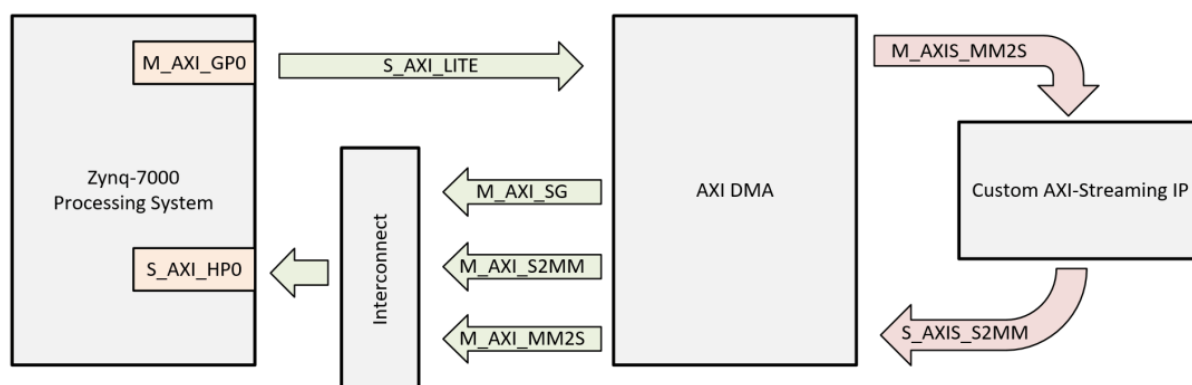 M_AXI_GP0
S_AXI_LITE
M_AXIS_MM2S
Zynq-7000
Processing System
M_AXI_SG
AXI DMA
Custom AXI-Streaming IP
S_AXI_HP0
Interconnect
M_AXI_S2MM
M_AXI_MM2S
S_AXIS_S2MM